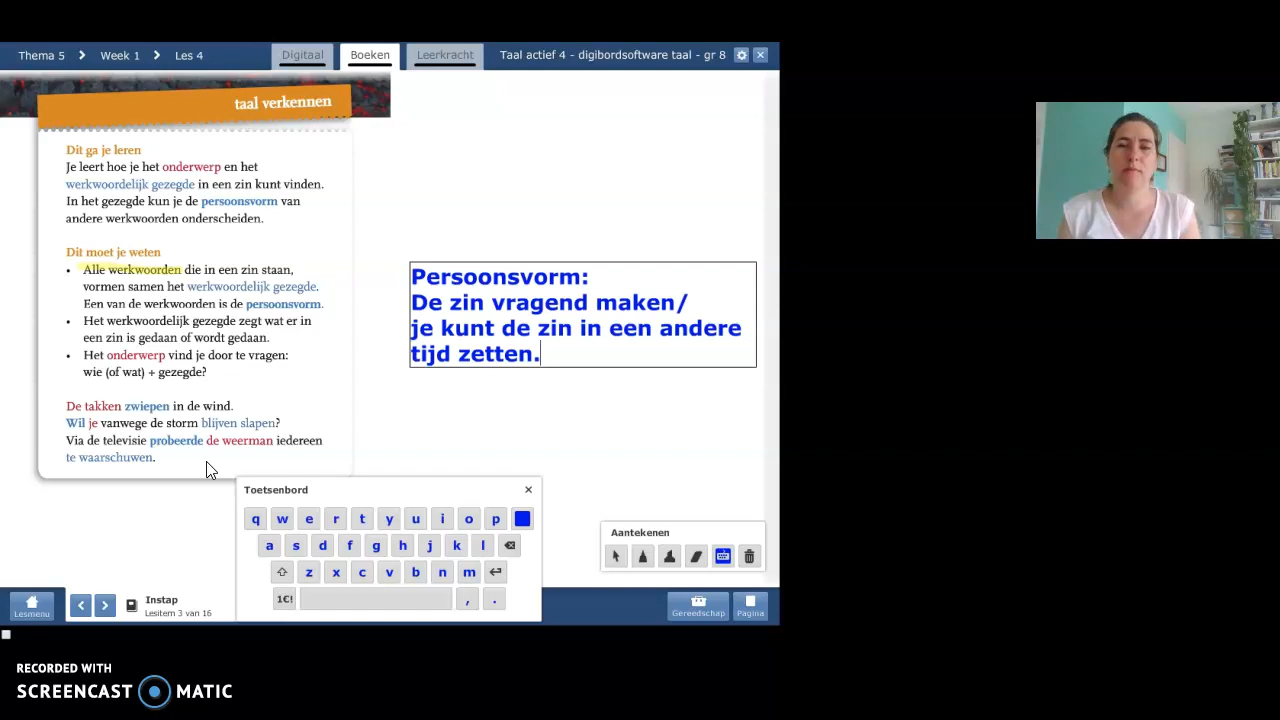 Thema 5 Week 1 Les 4 Digitaal Boeken Leerkracht Taal actief 4 - digibordsoftware taal - gr 8
taal verkennen
Dit ga je leren
Je leert hoe je het onderwerp en het
werkwoordelijk gezegde in een zin kunt vinden.
In het gezegde kun je de persoonsvorm van
andere werkwoorden onderscheiden.
Dit moet je weten
• Alle werkwoorden die in een zin staan,
vormen samen het werkwoordelijk gezegde.
Een van de werkwoorden is de persoonsvorm.
• Het werkwoordelijk gezegde zegt wat er in
een zin is gedaan of wordt gedaan.
• Het onderwerp vind je door te vragen:
wie (of wat) + gezegde?
De takken zwiepen in de wind.
Wil je vanwege de storm blijven slapen?
Via de televisie probeerde de weerman iedereen
te waarschuwen.
Persoonsvorm:
De zin vragend maken/
je kunt de zin in een andere
tijd zetten.
Toetsenbord
q w e r t y u i o p
a s d f g h j k l
z x c v b n m
1€! , .
Aantekenen
Lesmenu
Instap
Lesitem 3 van 16
Gereedschap
Pagina
RECORDED WITH
SCREENCAST MATIC